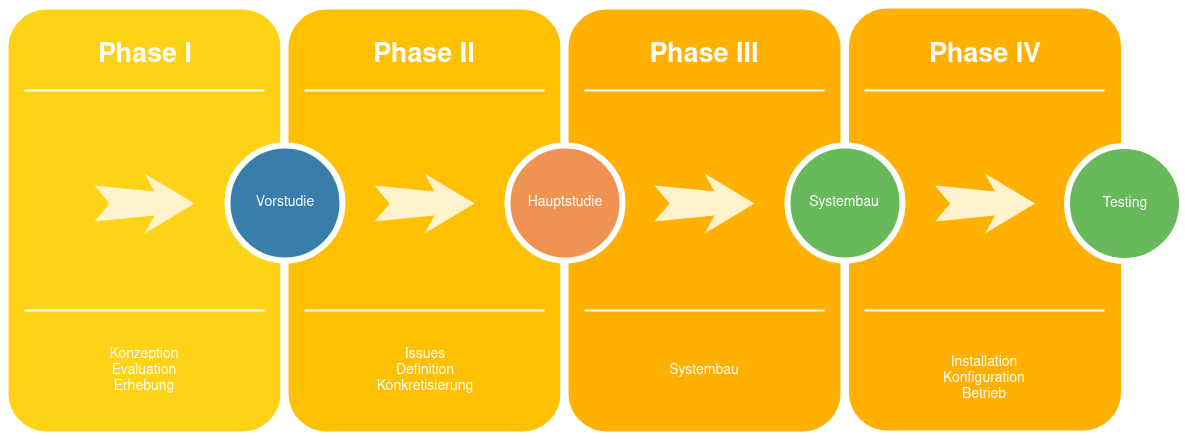 Phase I
Phase II
Phase III
Phase IV
Vorstudie
Hauptstudie
Systembau
Testing
Konzeption
Evaluation
Erhebung
Issues
Definition
Konkretisierung
Systembau
Installation
Konfiguration
Betrieb